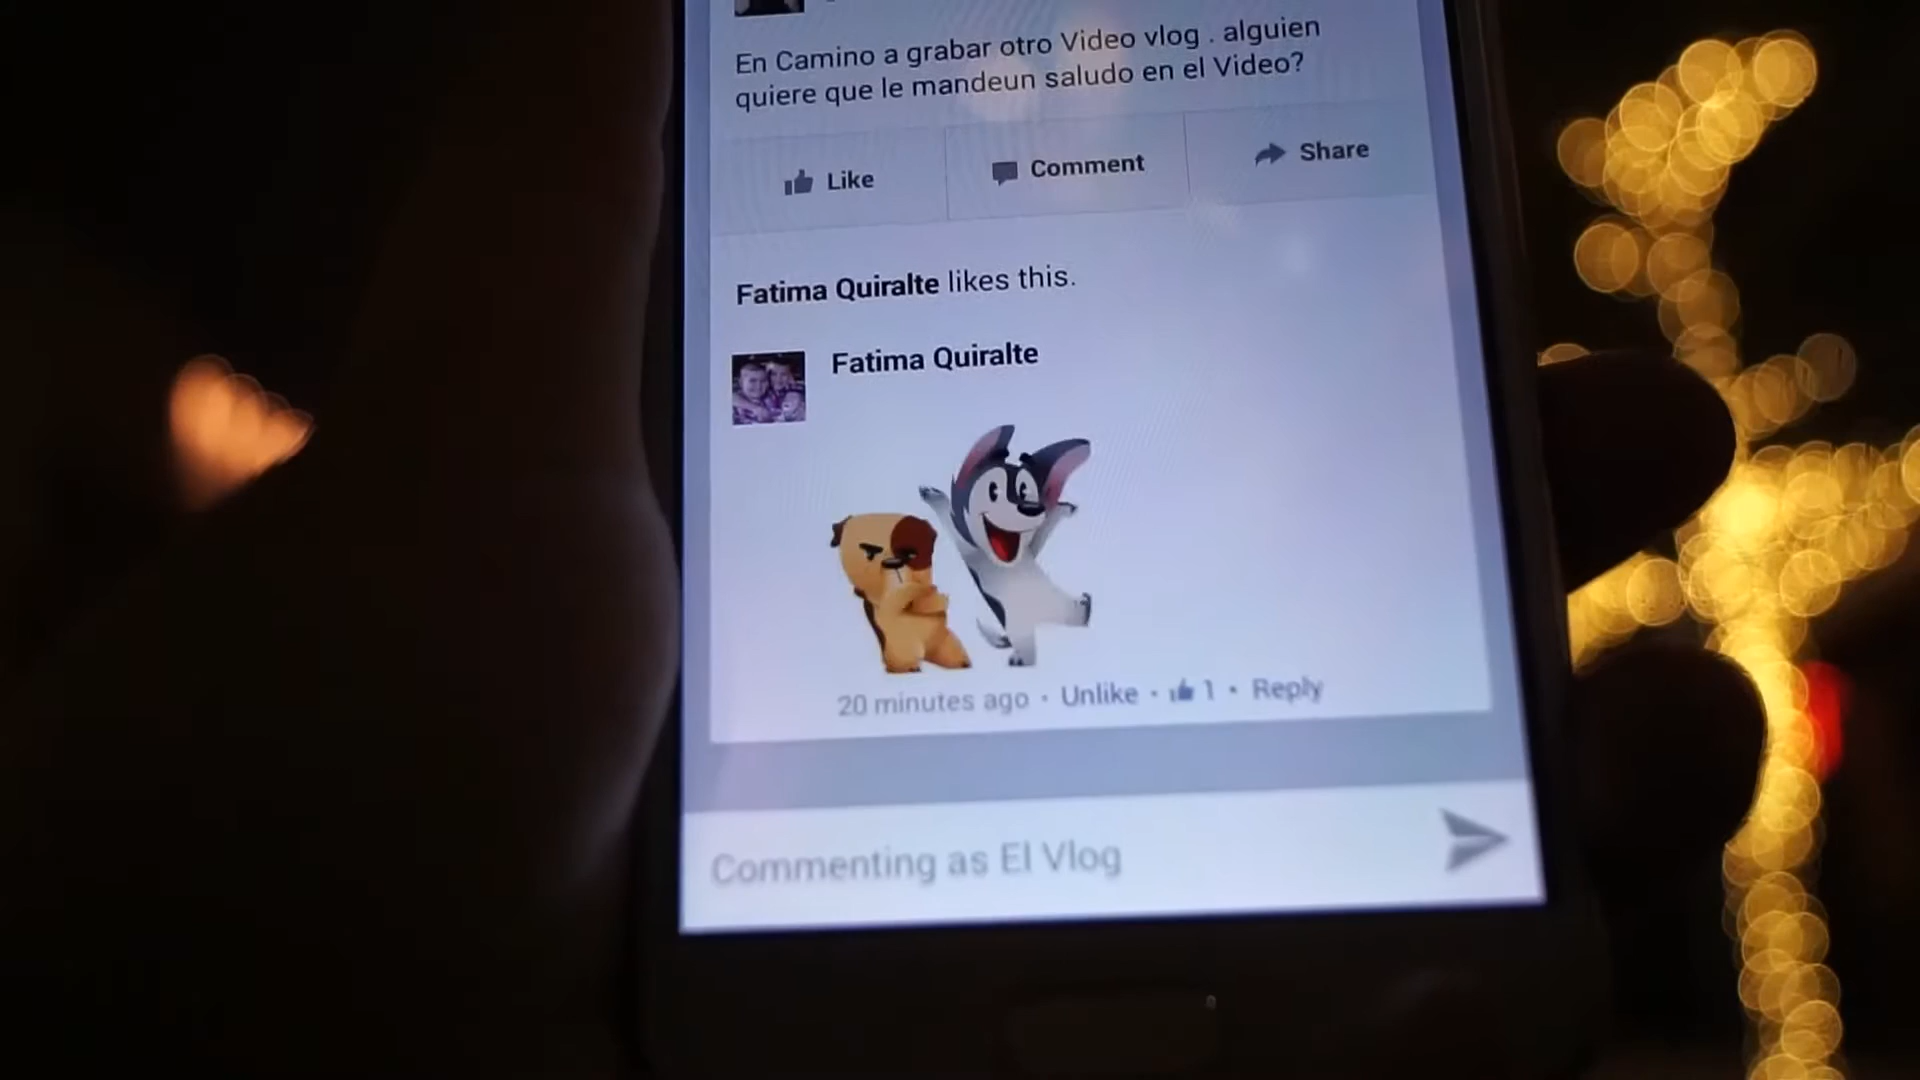 En Camino a grabar otro Video vlog . alguien
quiere que le mandeun saludo en el Video?
Like
Comment
Share
Fatima Quiralte likes this.
Fatima Quiralte
20 minutes ago · Unlike · 1 · Reply
Commenting as El Vlog